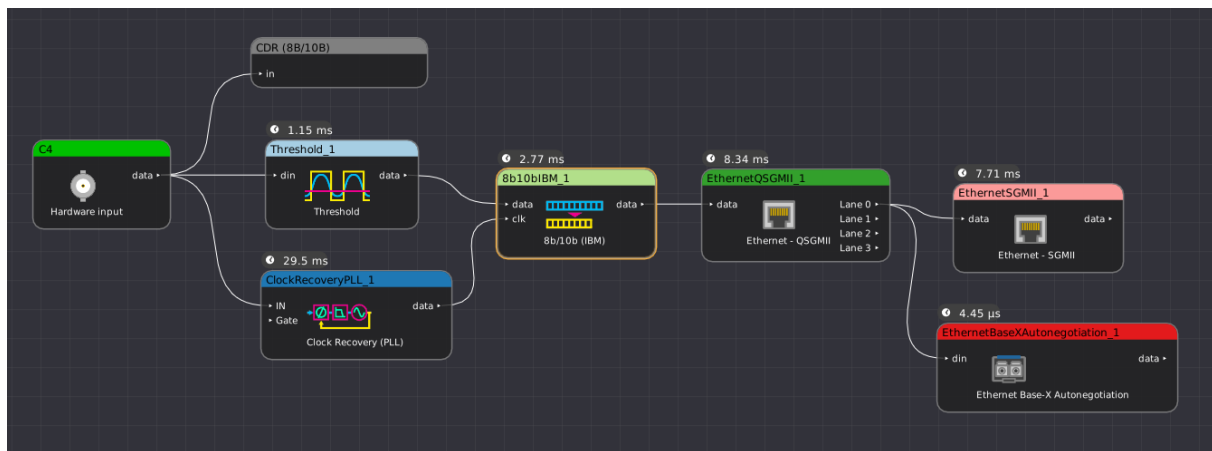 CDR (8B/10B)
in
1.15 ms
Threshold_1
din
data
Threshold
C4
data
Hardware input
29.5 ms
ClockRecoveryPLL_1
IN
data
Gate
Clock Recovery (PLL)
2.77 ms
8b10bIBM_1
data
data
clk
8b/10b (IBM)
8.34 ms
EthernetQSGMII_1
data
Lane 0
Lane 1
Lane 2
Lane 3
Ethernet - QSGMII
7.71 ms
EthernetSGMII_1
data
data
Ethernet - SGMII
4.45 µs
EthernetBaseXAutonegotiation_1
din
data
Ethernet Base-X Autonegotiation